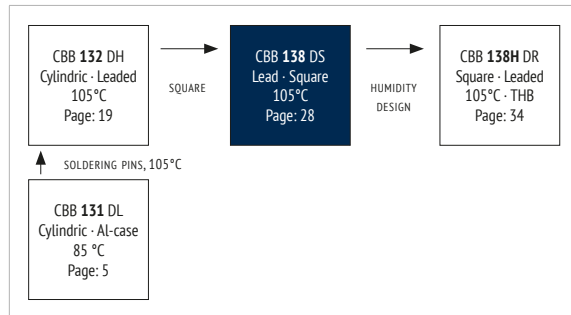 CBB 132 DH
Cylindric · Leaded
105°C
Page: 19
SQUARE
CBB 138 DS
Lead · Square
105°C
Page: 28
HUMIDITY
DESIGN
CBB 138H DR
Square · Leaded
105°C · THB
Page: 34
SOLDERING PINS, 105°C
CBB 131 DL
Cylindric · Al-case
85 °C
Page: 5